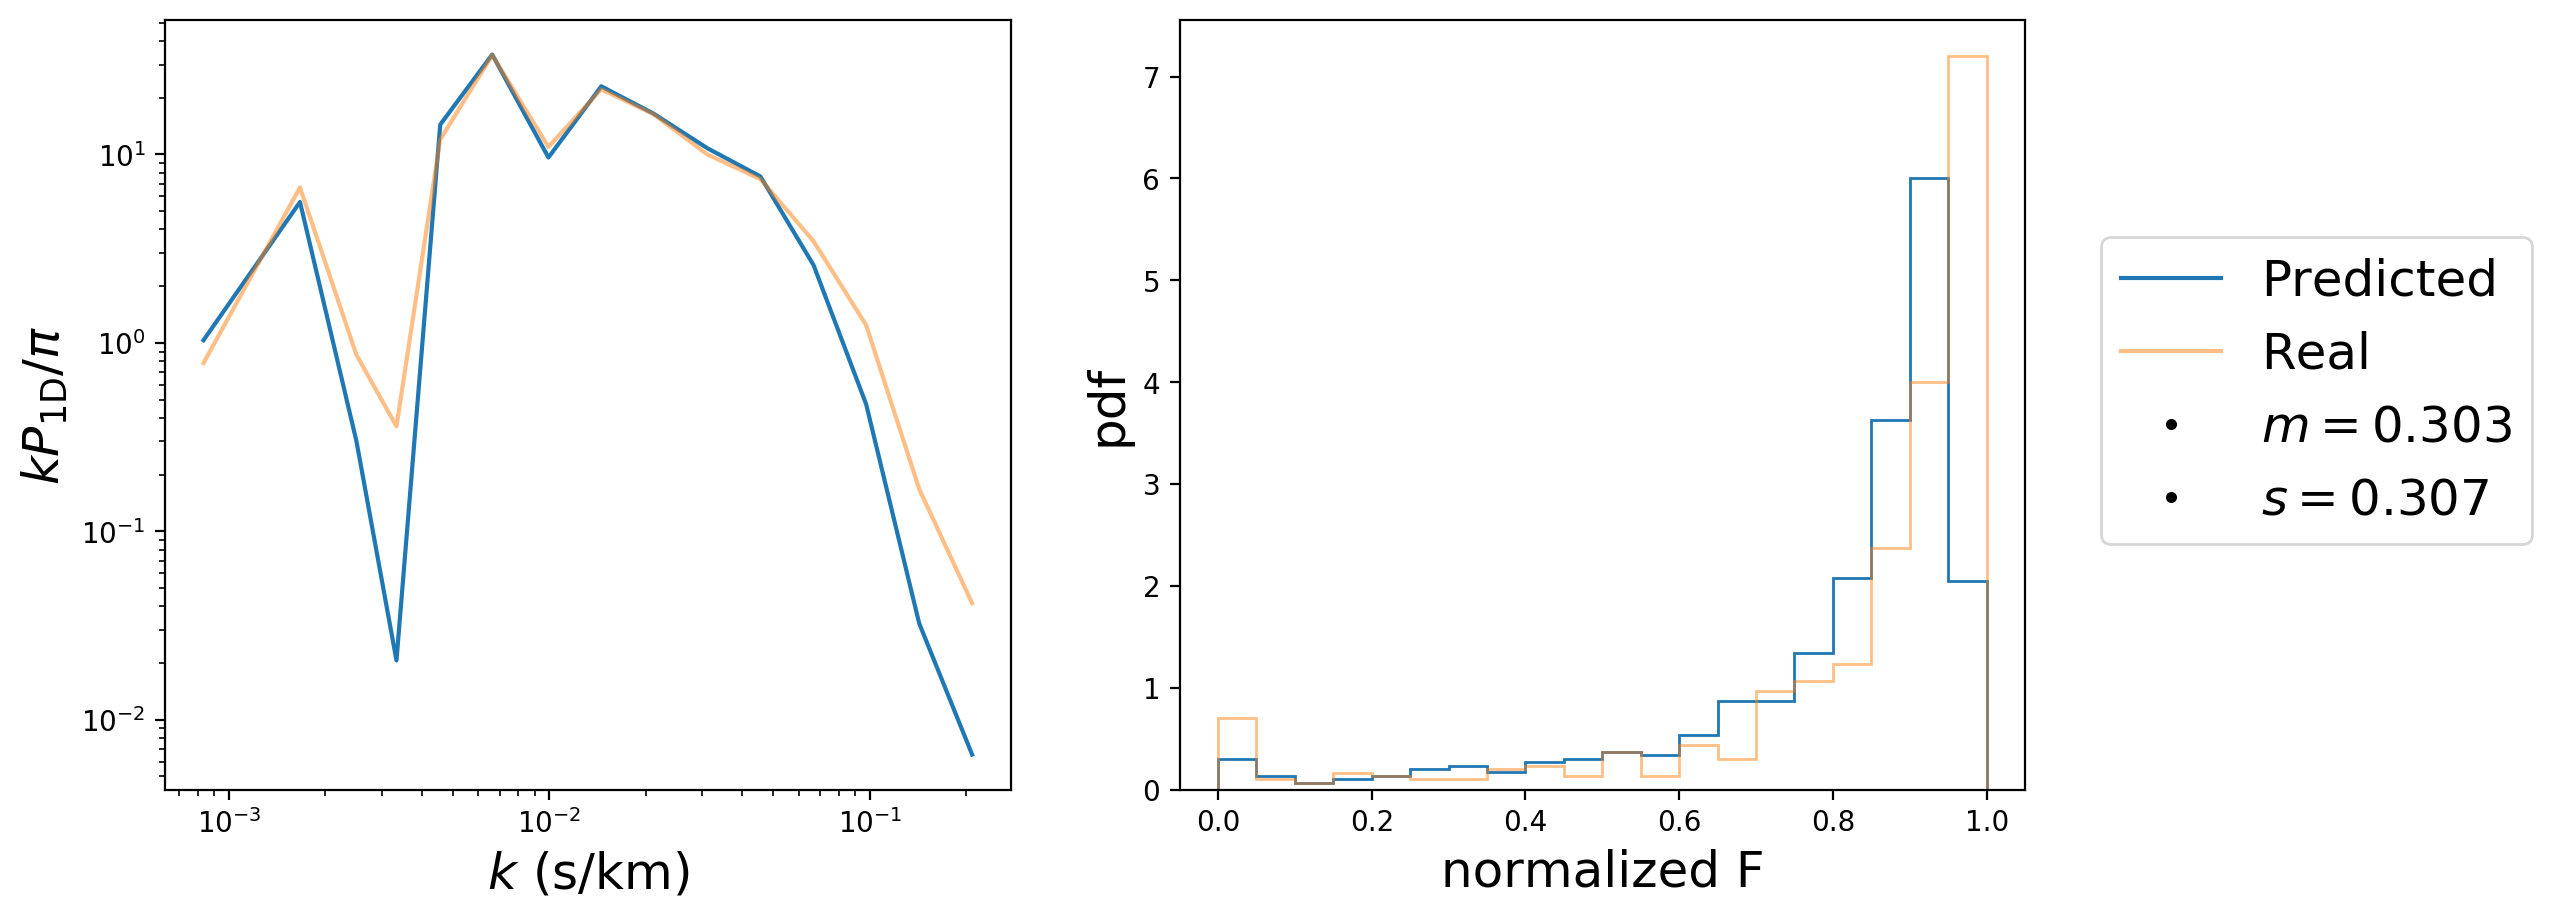 10¹
10⁰
10⁻¹
10⁻²
kP₁D/π
10⁻³
10⁻²
10⁻¹
k (s/km)
7
6
5
4
3
2
1
0
pdf
0.0
0.2
0.4
0.6
0.8
1.0
normalized F
Predicted
Real
m = 0.303
s = 0.307